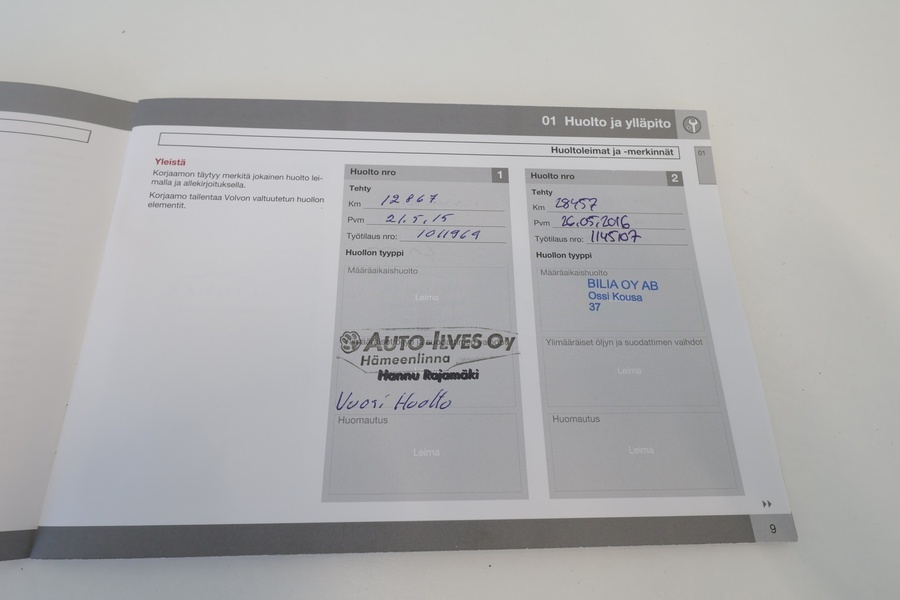 01 Huolto ja ylläpito
Huoltoleimat ja -merkinnät
01
Yleistä
Korjaamon täytyy merkitä jokainen huolto lei-
malla ja allekirjoituksella.
Korjaamo tallentaa Volvon valtuutetun huollon
elementit.
Huolto nro 1
Tehty
Km 12867
Pvm 21.5.15
Työtilaus nro: 1011969
Huollon tyyppi
Määräaikaishuolto
Leima
AUTO-ILVES OY
Hämeenlinna
Hannu Rajamäki
Vuosi Huolto
Huomautus
Leima
Huolto nro 2
Tehty
Km 28457
Pvm 26.05.2016
Työtilaus nro: 1145107
Huollon tyyppi
Määräaikaishuolto
BILIA OY AB
Ossi Kousa
37
Ylimääräiset öljyn ja suodattimen vaihdot
Leima
Huomautus
Leima
9